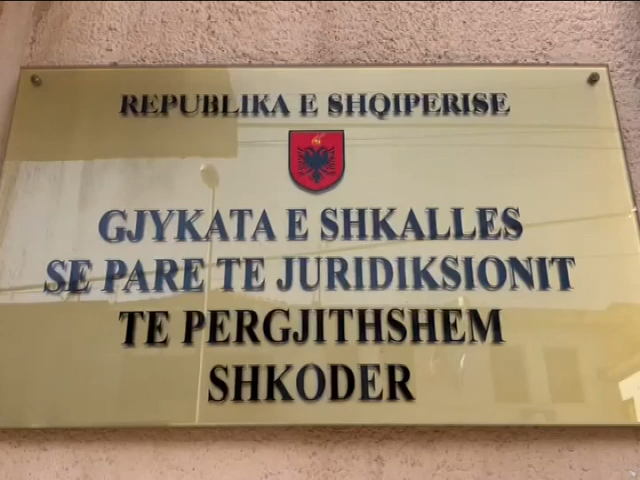 REPUBLIKA E SHQIPERISE
GJYKATA E SHKALLES
SE PARE TE JURIDIKSIONIT
TE PERGJITHSHEM
SHKODER